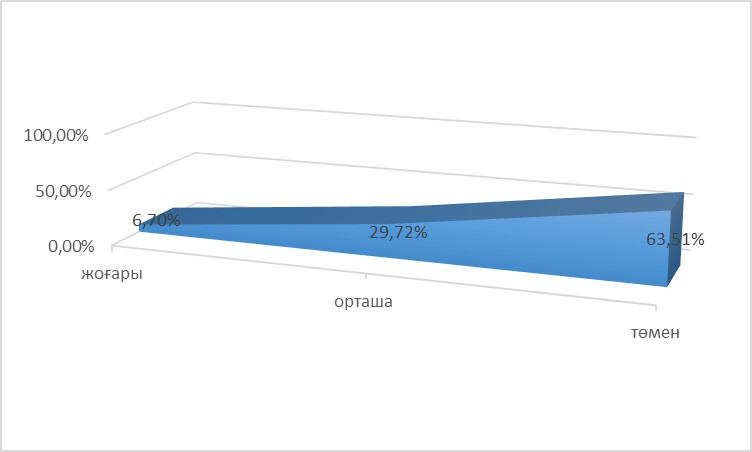 100,00%
50,00%
0,00%
6,70%
29,72%
63,51%
жоғары
орташа
төмен